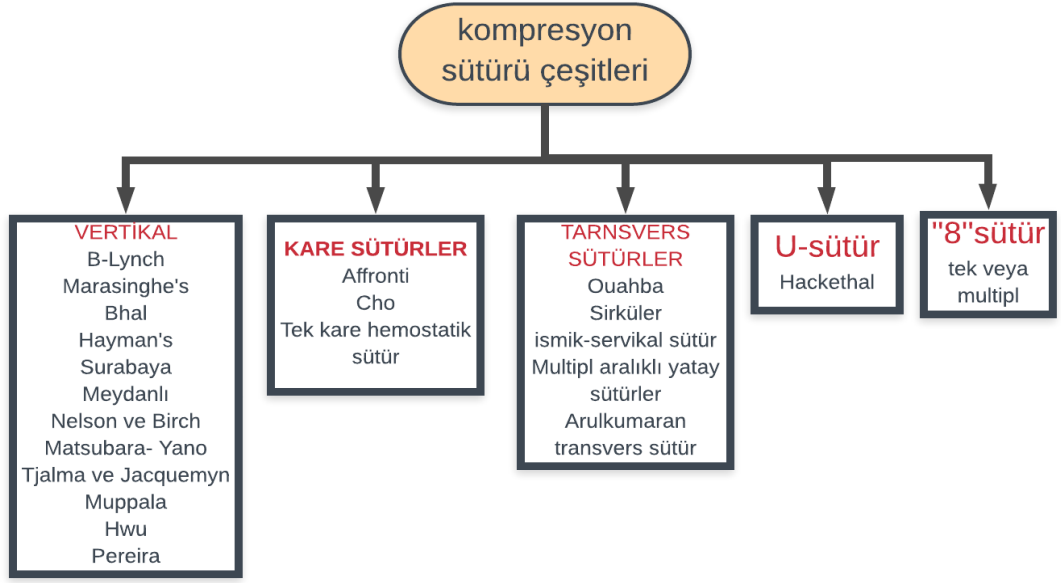 kompresyon
sütürü çeşitleri
VERTİKAL
B-Lynch
Marasinghe's
Bhal
Hayman's
Surabaya
Meydanlı
Nelson ve Birch
Matsubara- Yano
Tjalma ve Jacquemyn
Muppala
Hwu
Pereira
KARE SÜTÜRLER
Affronti
Cho
Tek kare hemostatik
sütür
TARNSVERS
SÜTÜRLER
Ouahba
Sirküler
ismik-servikal sütür
Multipl aralıklı yatay
sütürler
Arulkumaran
transvers sütür
U-sütür
Hackethal
"8"sütür
tek veya
multipl